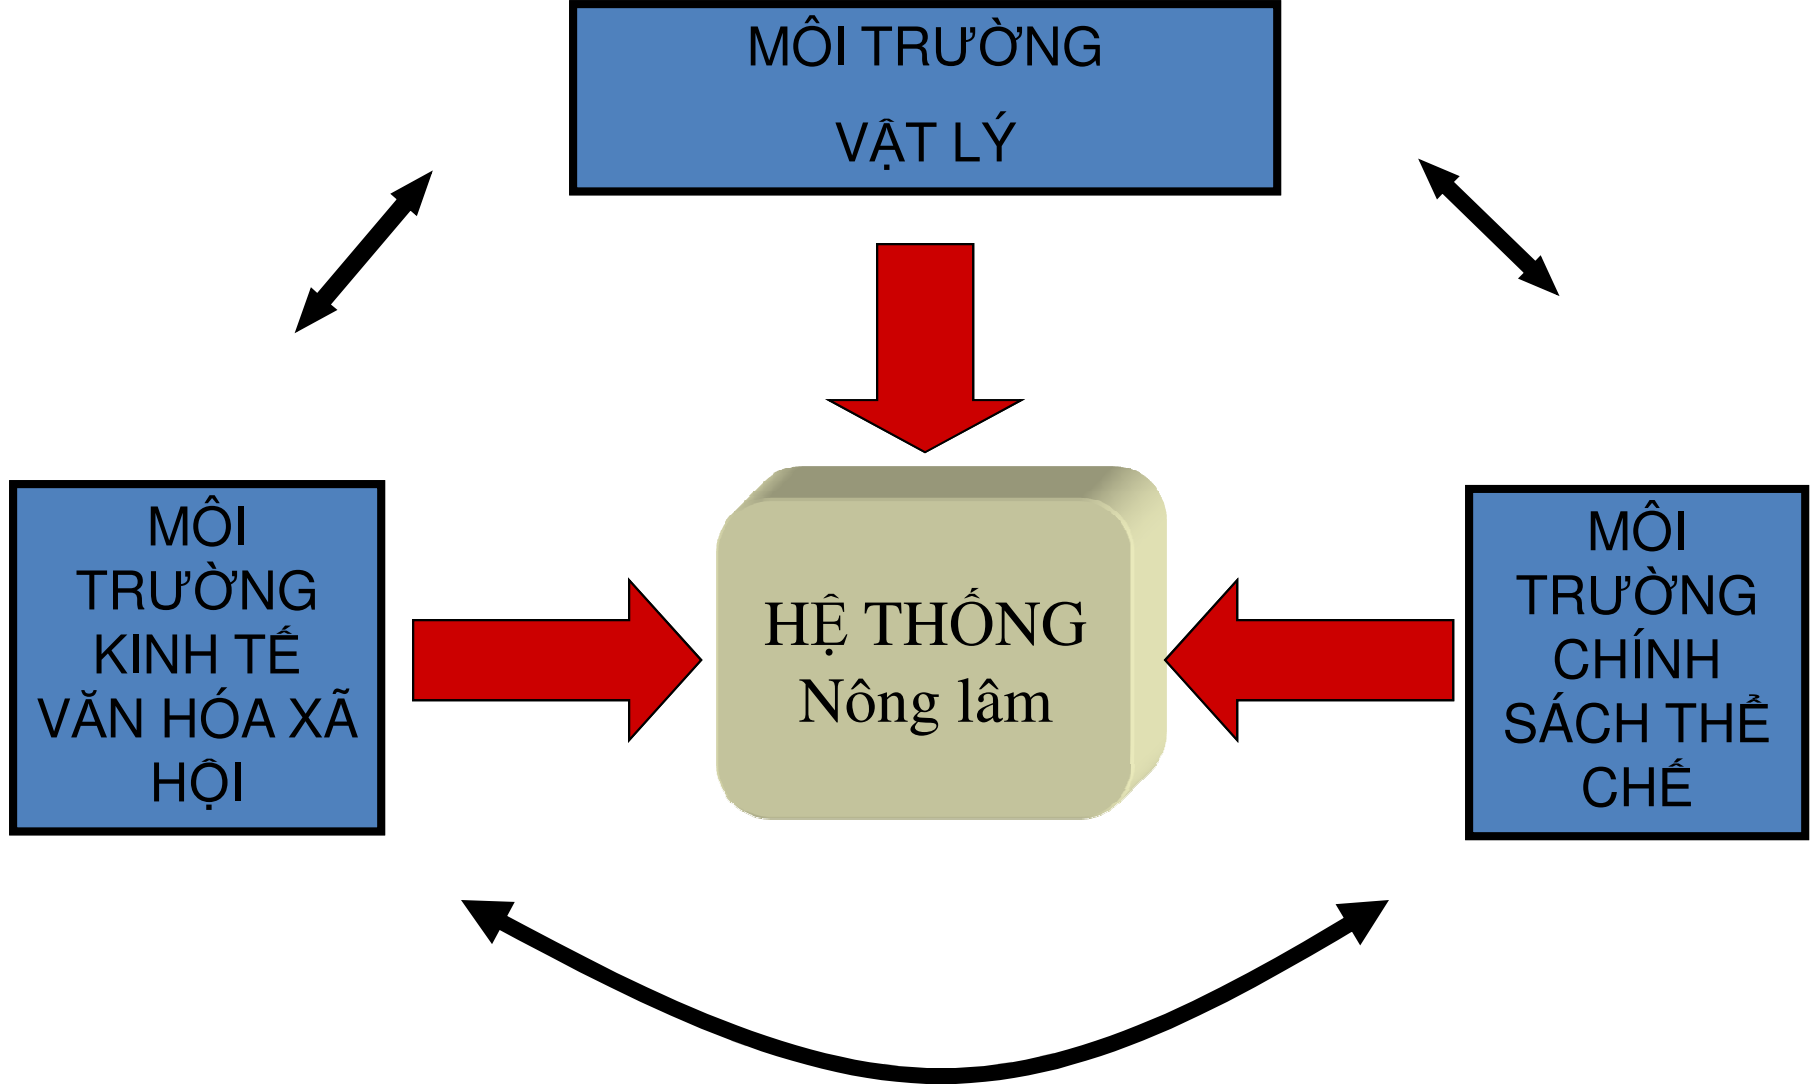 MÔI TRƯỜNG
VẬT LÝ
MÔI
TRƯỜNG
KINH TẾ
VĂN HÓA XÃ
HỘI
HỆ THỐNG
Nông lâm
MÔI
TRƯỜNG
CHÍNH
SÁCH THỂ
CHẾ